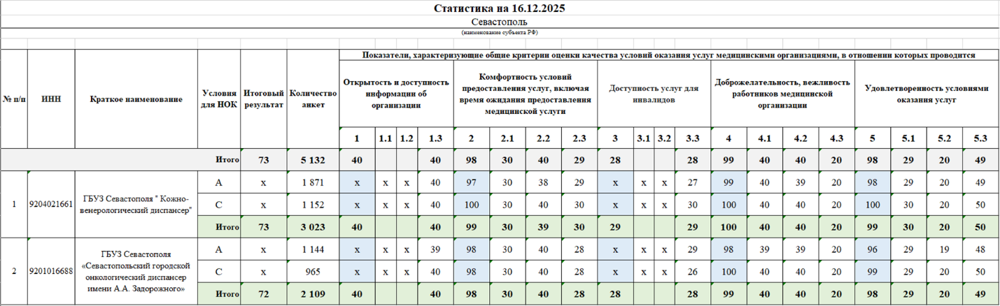 Статистика на 16.12.2025
Севастополь
(наименование субъекта РФ)
№ п/п ИНН Краткое наименование Условия для НОК Итоговый результат Количество анкет Показатели, характеризующие общие критерии оценки качества условий оказания услуг медицинскими организациями, в отношении которых проводится
Открытость и доступность информации об организации Комфортность условий предоставления услуг, включая время ожидания предоставления медицинской услуги Доступность услуг для инвалидов Доброжелательность, вежливость работников медицинской организации Удовлетворенность условиями оказания услуг
1 1.1 1.2 1.3 2 2.1 2.2 2.3 3 3.1 3.2 3.3 4 4.1 4.2 4.3 5 5.1 5.2 5.3
Итого 73 5 132 40 40 98 30 40 29 28 28 99 40 40 20 98 29 20 49
1 9204021661 ГБУЗ Севастополя " Кожно-венерологический диспансер"
А х 1 871 х х х 40 97 30 38 29 х х х 27 99 40 39 20 98 29 20 49
С х 1 152 х х х 40 100 30 40 30 х х х 30 100 40 40 20 100 30 20 50
Итого 73 3 023 40 40 99 30 39 30 29 29 100 40 40 20 99 30 20 50
2 9201016688 ГБУЗ Севастополя «Севастопольский городской онкологический диспансер имени А.А. Задорожного»
А х 1 144 х х х 39 98 30 40 28 х х х 29 98 39 39 20 96 29 19 48
С х 965 х х х 40 98 30 40 28 х х х 26 100 40 40 20 99 29 20 50
Итого 72 2 109 40 40 98 30 40 28 28 28 99 40 40 20 98 29 20 49